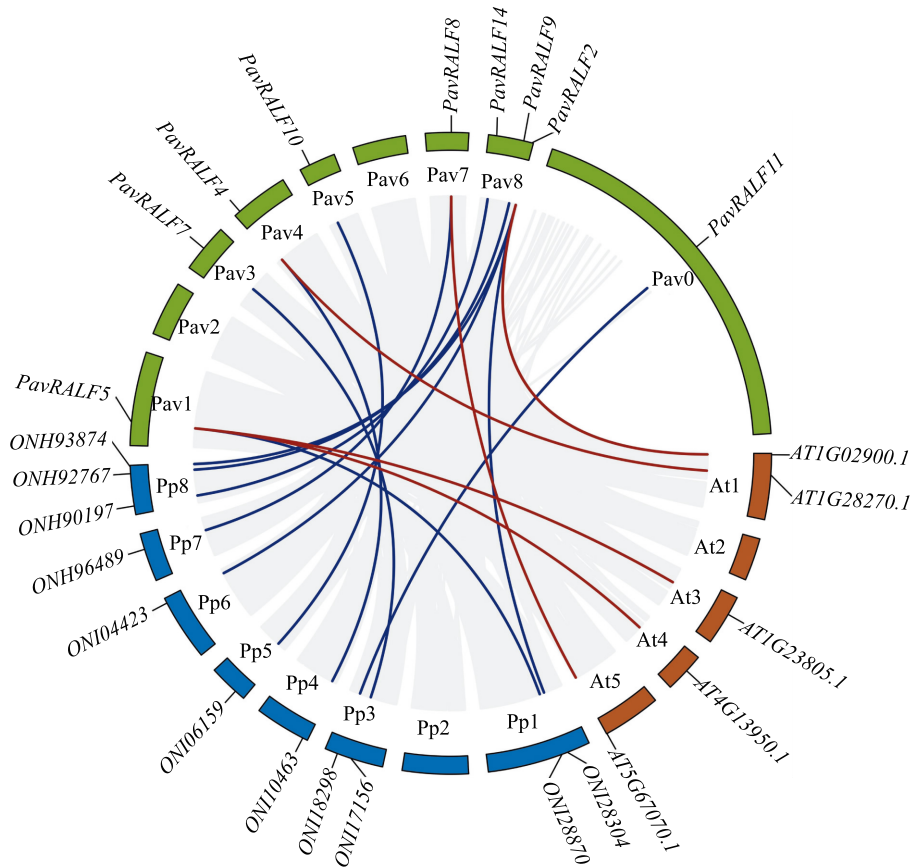 PavRALF8
PavRALF14
PavRALF9
PavRALF2
PavRALF11
PavRALF10
PavRALF4
PavRALF7
PavRALF5
Pav7
Pav8
Pav6
Pav5
Pav4
Pav3
Pav0
Pav2
Pav1
ONH93874
ONH92767
ONH90197
ONH96489
ONI04423
ONI06159
ONI10463
ONI18298
ONI17156
ONI28870
ONI28304
Pp8
Pp7
Pp6
Pp5
Pp4
Pp3
Pp2
Pp1
At1
At2
At3
At4
At5
AT1G02900.1
AT1G28270.1
AT1G23805.1
AT4G13950.1
AT5G67070.1